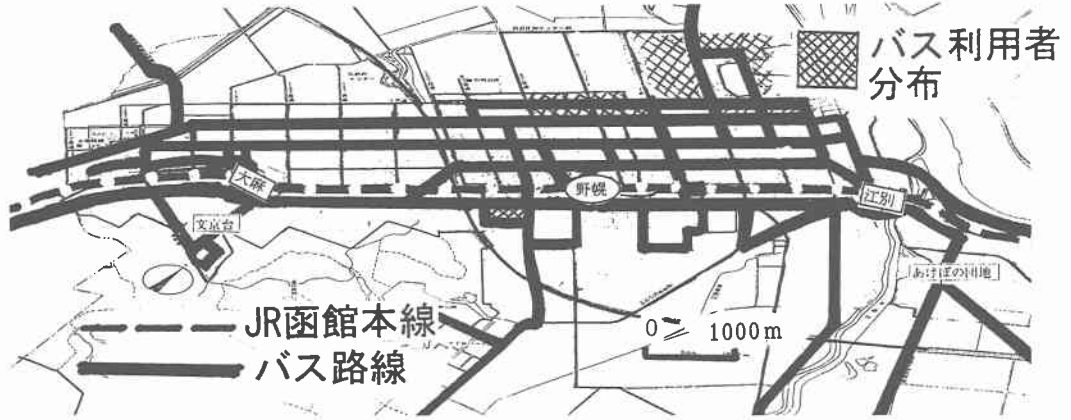 バス利用者
分布
大麻
野幌
江別
文京台
あけぼの団地
JR函館本線
バス路線
0 1000m